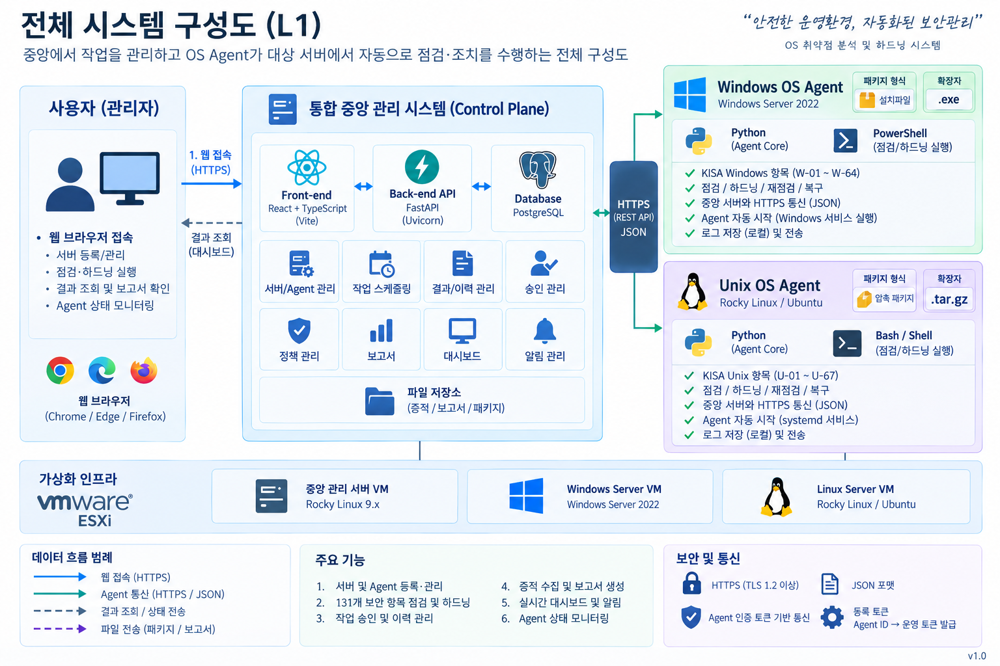 전체 시스템 구성도 (L1)
중앙에서 작업을 관리하고 OS Agent가 대상 서버에서 자동으로 점검·조치를 수행하는 전체 구성도
“안전한 운영환경, 자동화된 보안관리”
OS 취약점 분석 및 하드닝 시스템
사용자 (관리자)
• 웹 브라우저 접속
• 서버 등록/관리
• 점검·하드닝 실행
• 결과 조회 및 보고서 확인
• Agent 상태 모니터링
웹 브라우저
(Chrome / Edge / Firefox)
1. 웹 접속
(HTTPS)
결과 조회
(대시보드)
통합 중앙 관리 시스템 (Control Plane)
Front-end
React + TypeScript
(Vite)
Back-end API
FastAPI
(Uvicorn)
Database
PostgreSQL
서버/Agent 관리
작업 스케줄링
결과/이력 관리
송인 관리
정책 관리
보고서
대시보드
알림 관리
파일 저장소
(증적 / 보고서 / 패키지)
HTTPS
(REST API)
JSON
Windows OS Agent
Windows Server 2022
패키지 형식
설치파일
확장자
.exe
Python
(Agent Core)
PowerShell
(점검/하드닝 실행)
KISA Windows 항목 (W-01 ~ W-64)
점검 / 하드닝 / 재점검 / 복구
중앙 서버와 HTTPS 통신 (JSON)
Agent 자동 시작 (Windows 서비스 실행)
로그 저장 (로컬) 및 전송
Unix OS Agent
Rocky Linux / Ubuntu
패키지 형식
압축 패키지
확장자
.tar.gz
Python
(Agent Core)
Bash / Shell
(점검/하드닝 실행)
KISA Unix 항목 (U-01 ~ U-67)
점검 / 하드닝 / 재점검 / 복구
중앙 서버와 HTTPS 통신 (JSON)
Agent 자동 시작 (systemd 서비스)
로그 저장 (로컬) 및 전송
가상화 인프라
vmware®
ESXi
중앙 관리 서버 VM
Rocky Linux 9.x
Windows Server VM
Windows Server 2022
Linux Server VM
Rocky Linux / Ubuntu
데이터 흐름 범례
웹 접속 (HTTPS)
Agent 통산 (HTTPS / JSON)
결과 조회 / 상태 전송
파일 전송 (패키지 / 보고서)
주요 기능
1. 서버 및 Agent 등록·관리
2. 131개 보안 항목 점검 및 하드닝
3. 작업 송인 및 이력 관리
4. 증적 수집 및 보고서 생성
5. 실시간 대시보드 및 알림
6. Agent 상태 모니터링
보안 및 통신
HTTPS (TLS 1.2 이상)
JSON 포맷
Agent 인증 토큰 기반 통신
등록 토큰
Agent ID → 운영 토큰 발급
v1.0